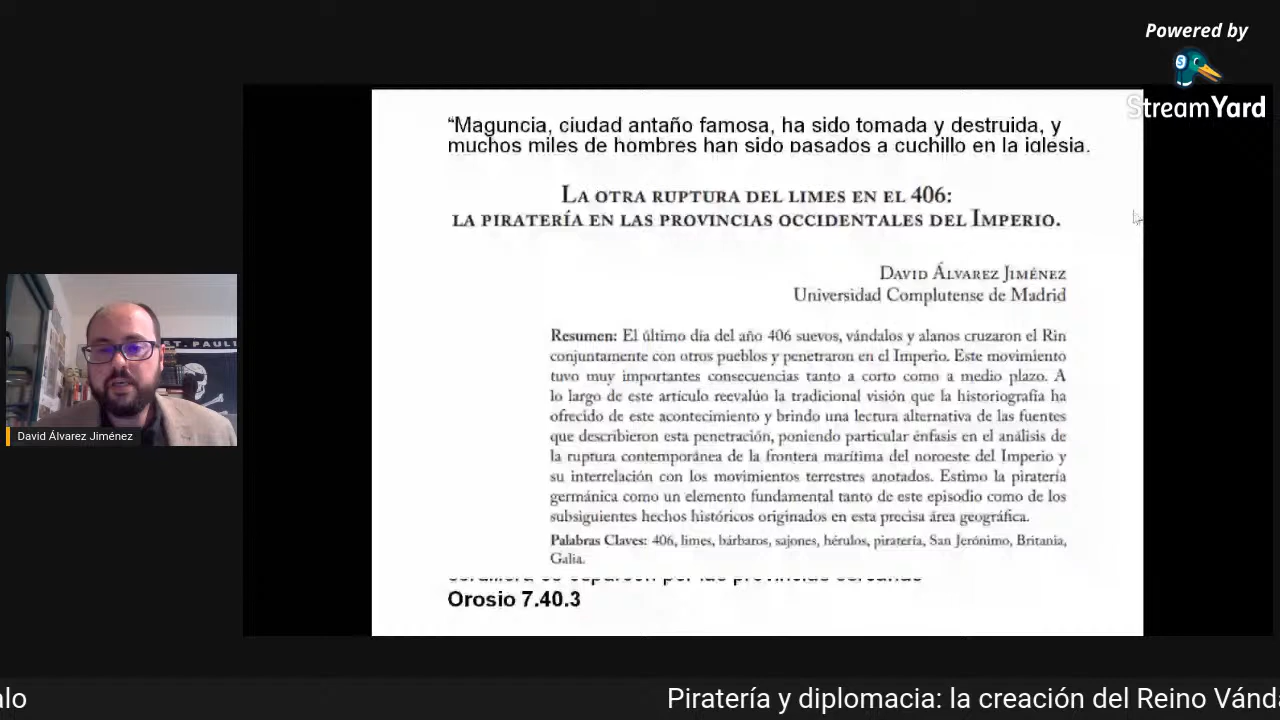 Powered by
StreamYard
“Maguncia, ciudad antaño famosa, ha sido tomada y destruida, y
muchos miles de hombres han sido pasados a cuchillo en la iglesia.
LA OTRA RUPTURA DEL LIMES EN EL 406:
LA PIRATERÍA EN LAS PROVINCIAS OCCIDENTALES DEL IMPERIO.
DAVID ÁLVAREZ JIMÉNEZ
Universidad Complutense de Madrid
Resumen: El último día del año 406 suevos, vándalos y alanos cruzaron el Rin
conjuntamente con otros pueblos y penetraron en el Imperio. Este movimiento
tuvo muy importantes consecuencias tanto a corto como a medio plazo. A
lo largo de este artículo reevalúo la tradicional visión que la historiografía ha
ofrecido de este acontecimiento y brindo una lectura alternativa de las fuentes
que describieron esta penetración, poniendo particular énfasis en el análisis de
la ruptura contemporánea de la frontera marítima del noroeste del Imperio y
su interrelación con los movimientos terrestres anotados. Estimo la piratería
germánica como un elemento fundamental tanto de este episodio como de los
subsiguientes hechos históricos originados en esta precisa área geográfica.
Palabras Claves: 406, limes, bárbaros, sajones, hérulos, piratería, San Jerónimo, Britania,
Galia.
Orosio 7.40.3
ST. PAULI
David Álvarez Jiménez
alo
Piratería y diplomacia: la creación del Reino Vánd